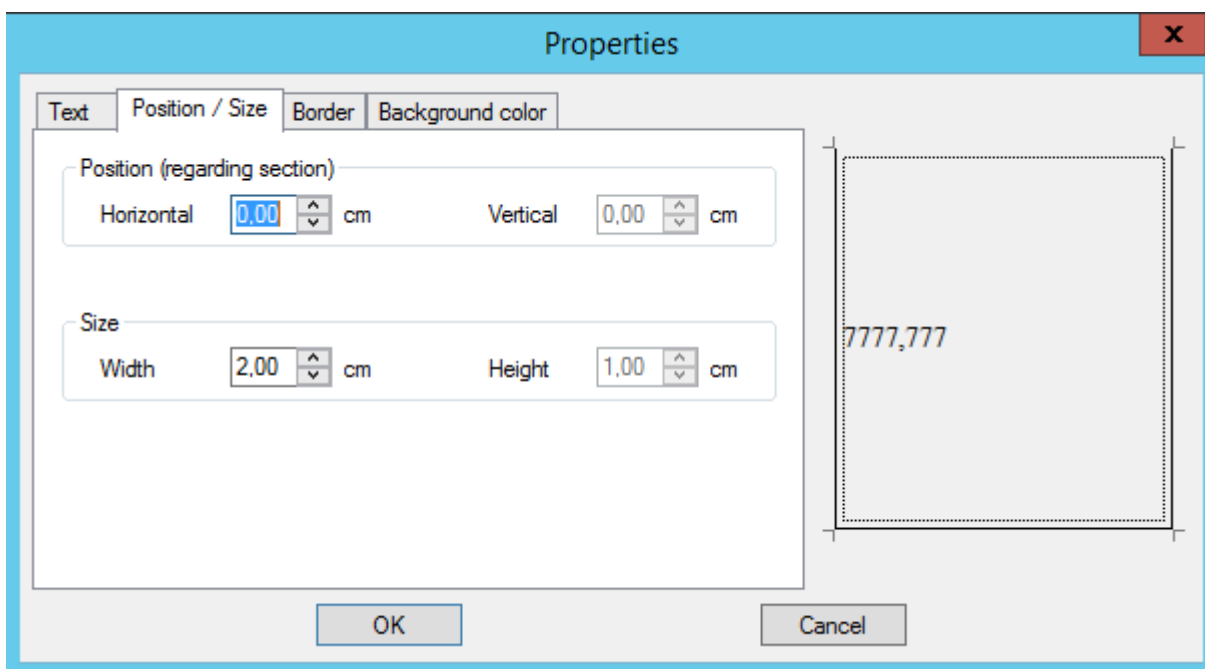 Properties
x
Text Position / Size Border Background color
Position (regarding section)
Horizontal 0,00 cm Vertical 0,00 cm
Size
Width 2,00 cm Height 1,00 cm
7777,777
OK Cancel